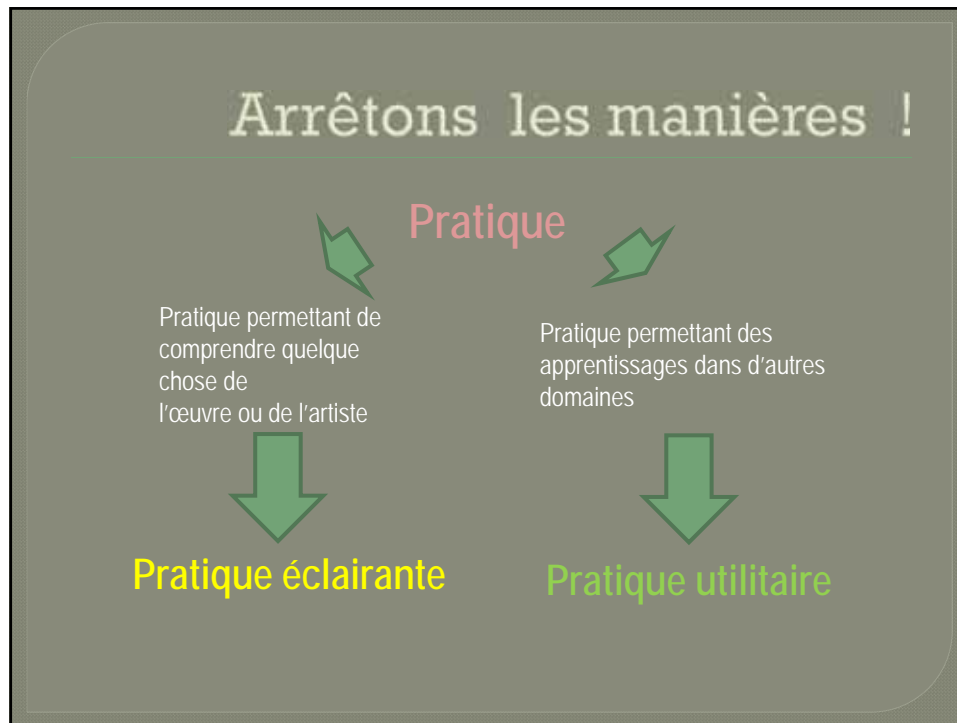 Arrêtons les manières !
Pratique
Pratique permettant de
comprendre quelque
chose de
l'œuvre ou de l'artiste
Pratique permettant des
apprentissages dans d'autres
domaines
Pratique éclairante
Pratique utilitaire